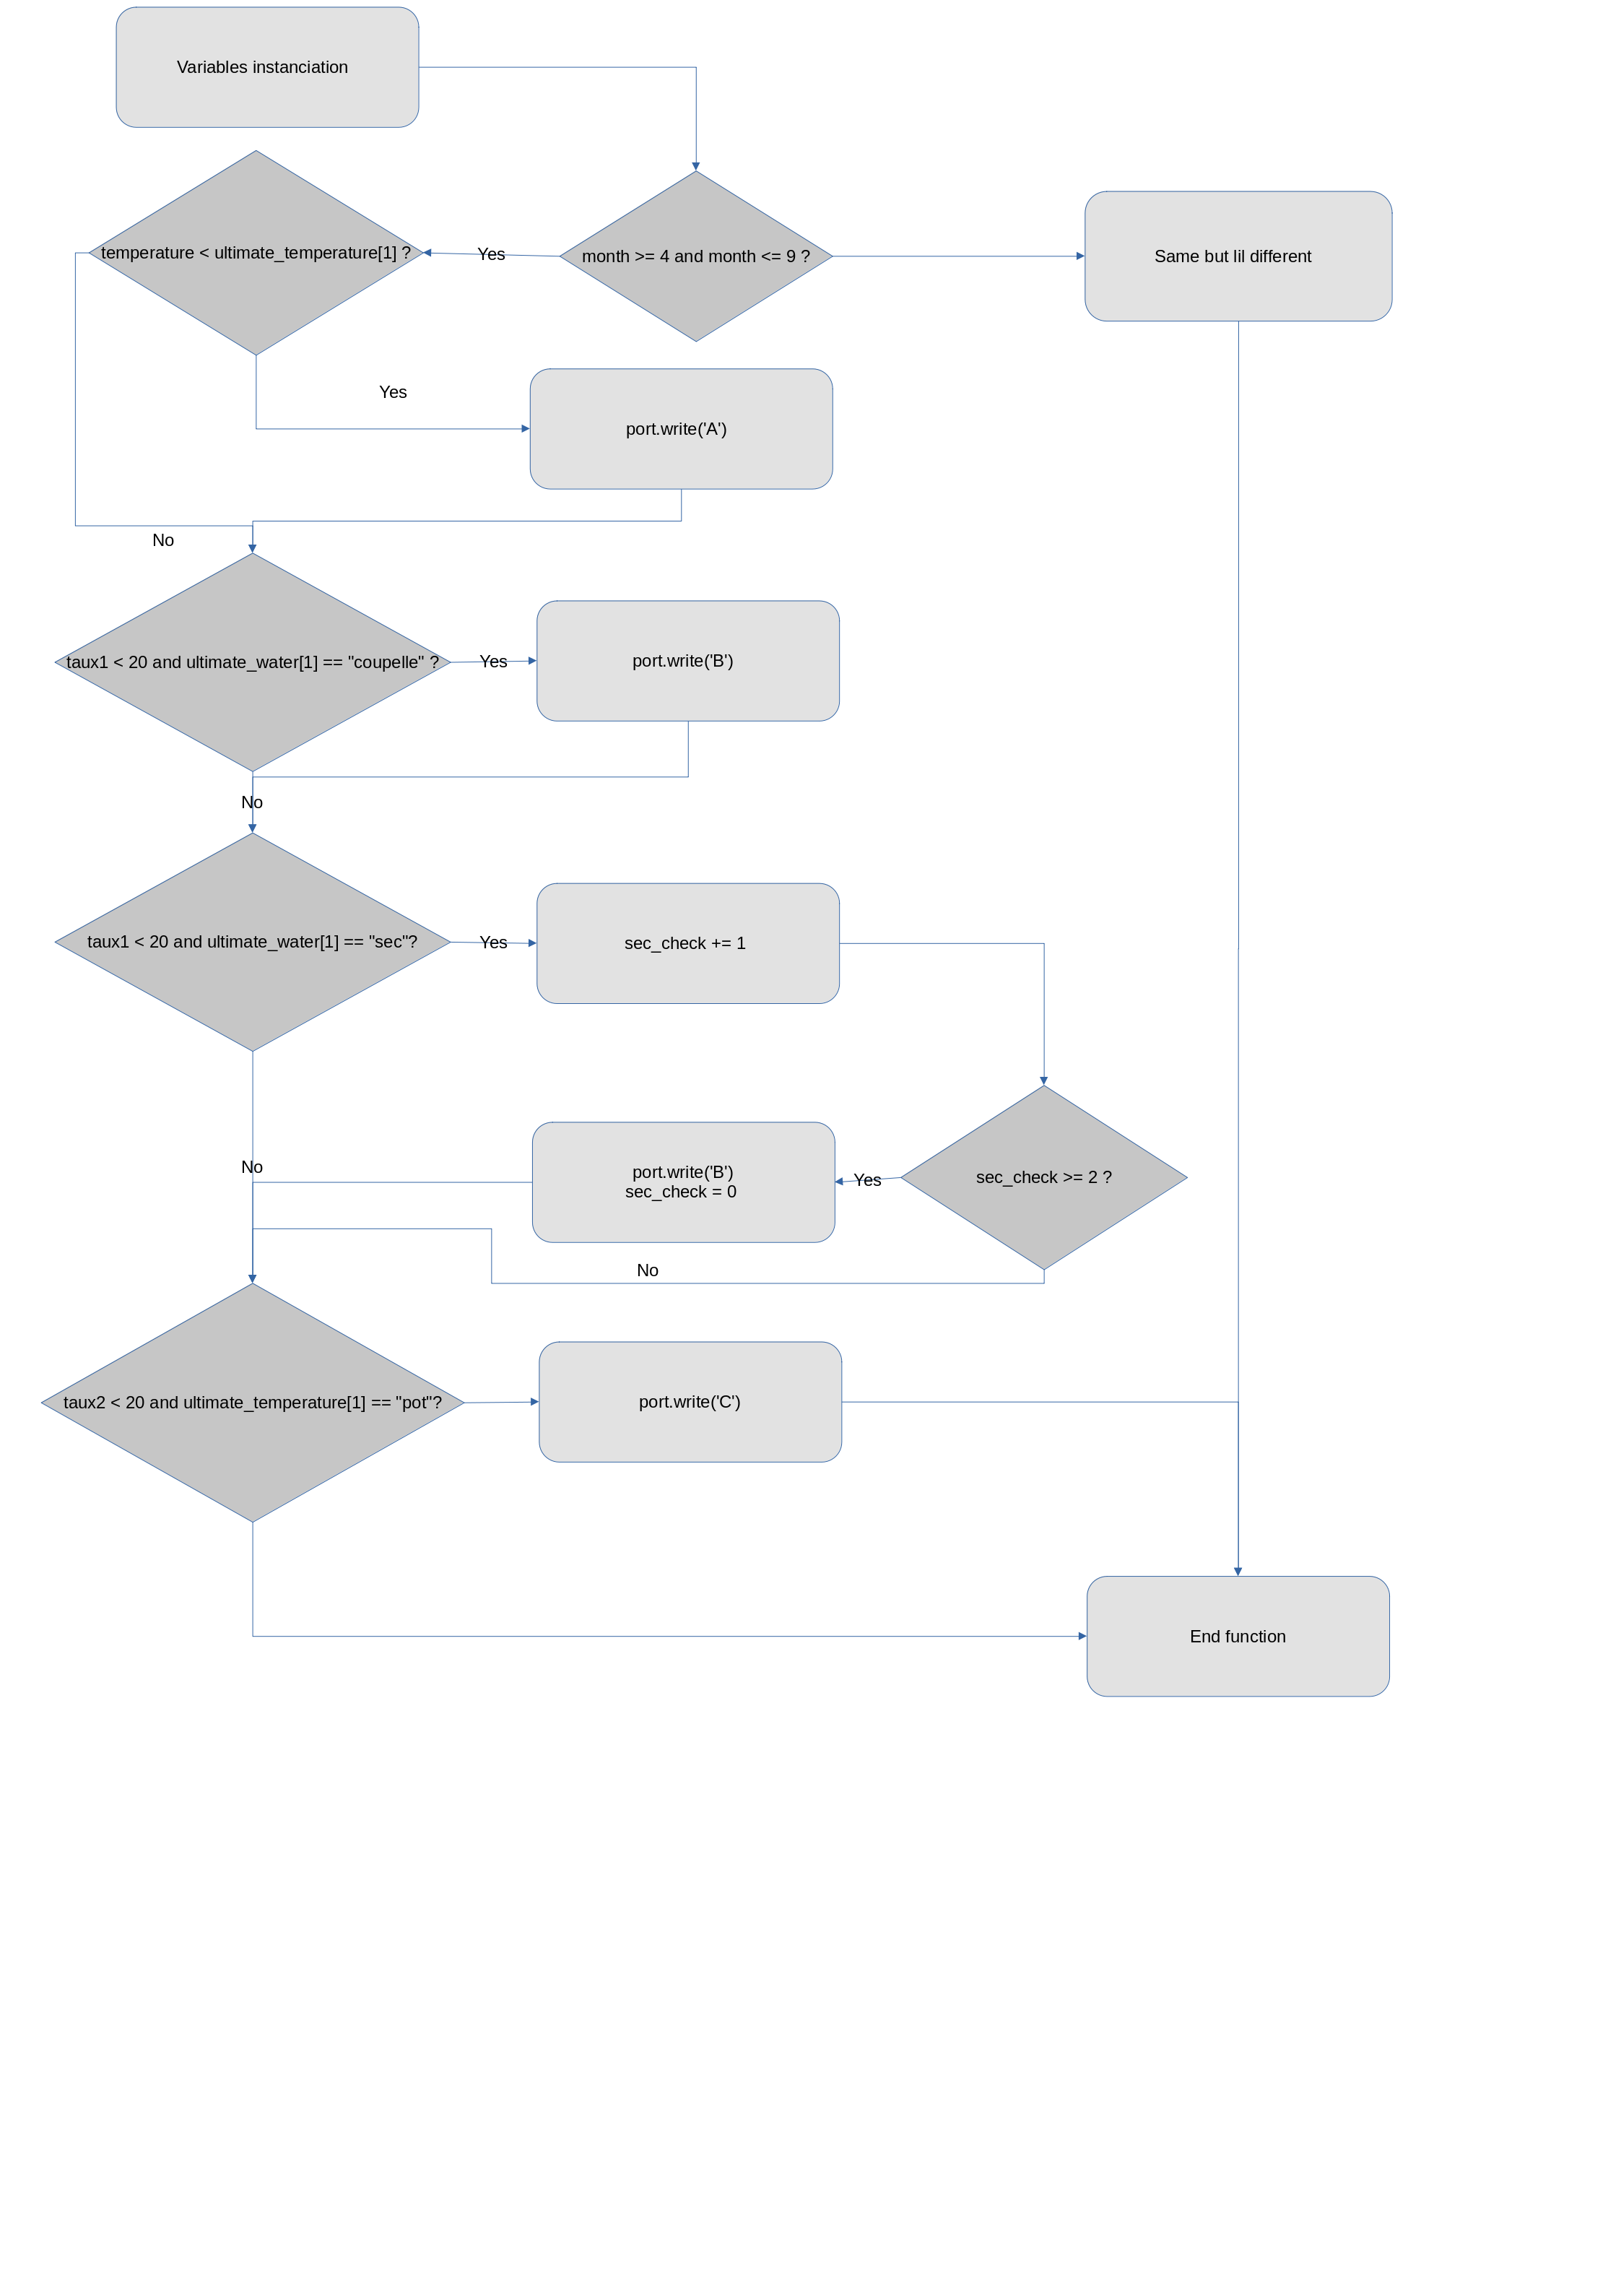 Variables instanciation
temperature < ultimate_temperature[1] ?
Yes
month >= 4 and month <= 9 ?
Same but lil different
Yes
port.write('A')
No
taux1 < 20 and ultimate_water[1] == "coupelle" ?
Yes
port.write('B')
No
taux1 < 20 and ultimate_water[1] == "sec"?
Yes
sec_check += 1
No
port.write('B')
sec_check = 0
Yes
sec_check >= 2 ?
No
taux2 < 20 and ultimate_temperature[1] == "pot"?
port.write('C')
End function